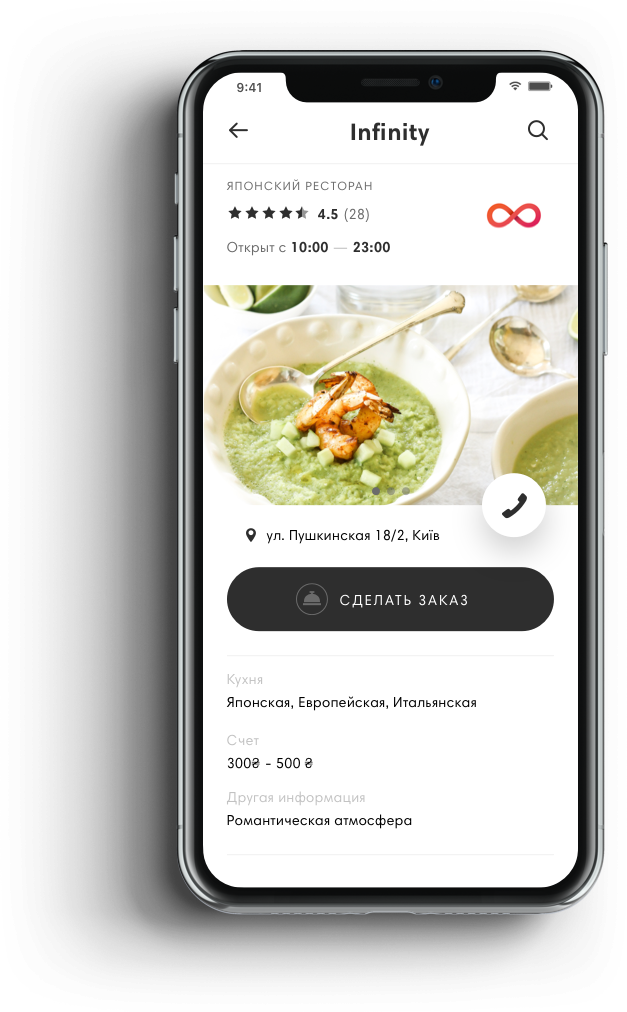 9:41
Infinity
ЯПОНСКИЙ РЕСТОРАН
4.5 (28)
Открыт с 10:00 — 23:00
ул. Пушкинская 18/2, Київ
СДЕЛАТЬ ЗАКАЗ
Кухня
Японская, Европейская, Итальянская
Счет
300₴ - 500 ₴
Другая информация
Романтическая атмосфера